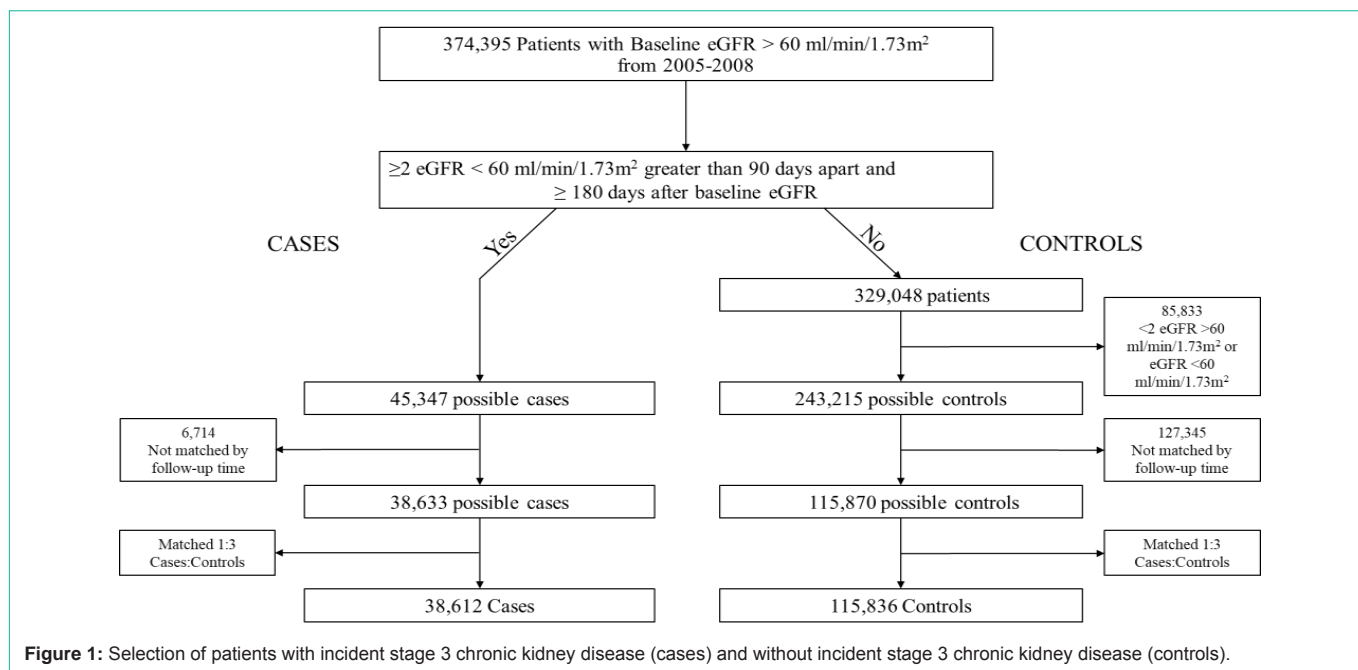 374,395 Patients with Baseline eGFR > 60 ml/min/1.73m²
from 2005-2008
≥2 eGFR < 60 ml/min/1.73m² greater than 90 days apart and
≥ 180 days after baseline eGFR
CASES
Yes
No
CONTROLS
329,048 patients
85,833
<2 eGFR >60
ml/min/1.73m² or
eGFR <60
ml/min/1.73m²
45,347 possible cases
243,215 possible controls
6,714
Not matched by
follow-up time
127,345
Not matched by
follow-up time
38,633 possible cases
115,870 possible controls
Matched 1:3
Cases:Controls
Matched 1:3
Cases:Controls
38,612 Cases
115,836 Controls
Figure 1: Selection of patients with incident stage 3 chronic kidney disease (cases) and without incident stage 3 chronic kidney disease (controls).